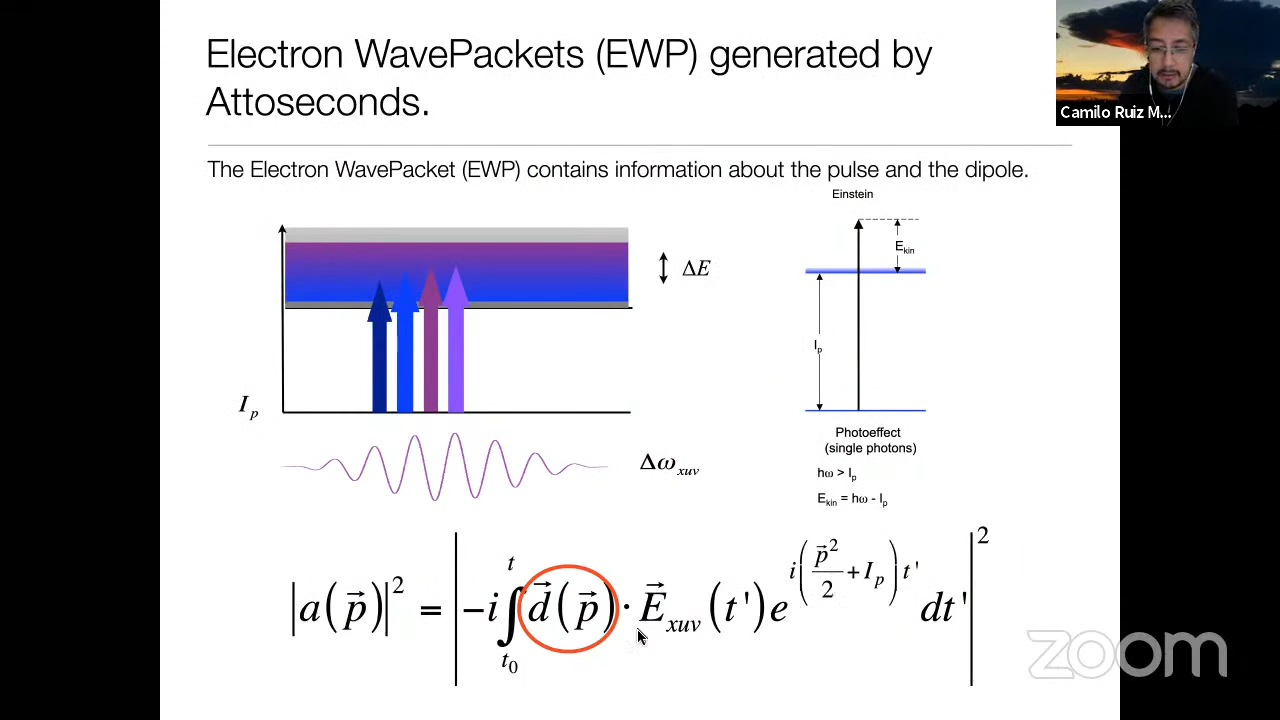 Electron WavePackets (EWP) generated by
Attoseconds.
Camilo Ruiz M...
The Electron WavePacket (EWP) contains information about the pulse and the dipole.
Einstein
E_kin
ΔE
I_p
I_p
Photoeffect
(single photons)
Δω_xuv
hω > I_p
E_kin = hω - I_p
|a(p⃗)|² = |-i∫_{t_0}^{t} d⃗(p⃗)·E⃗_xuv(t')e^{i(p⃗²/2+I_p)t'} dt'|²
zoom